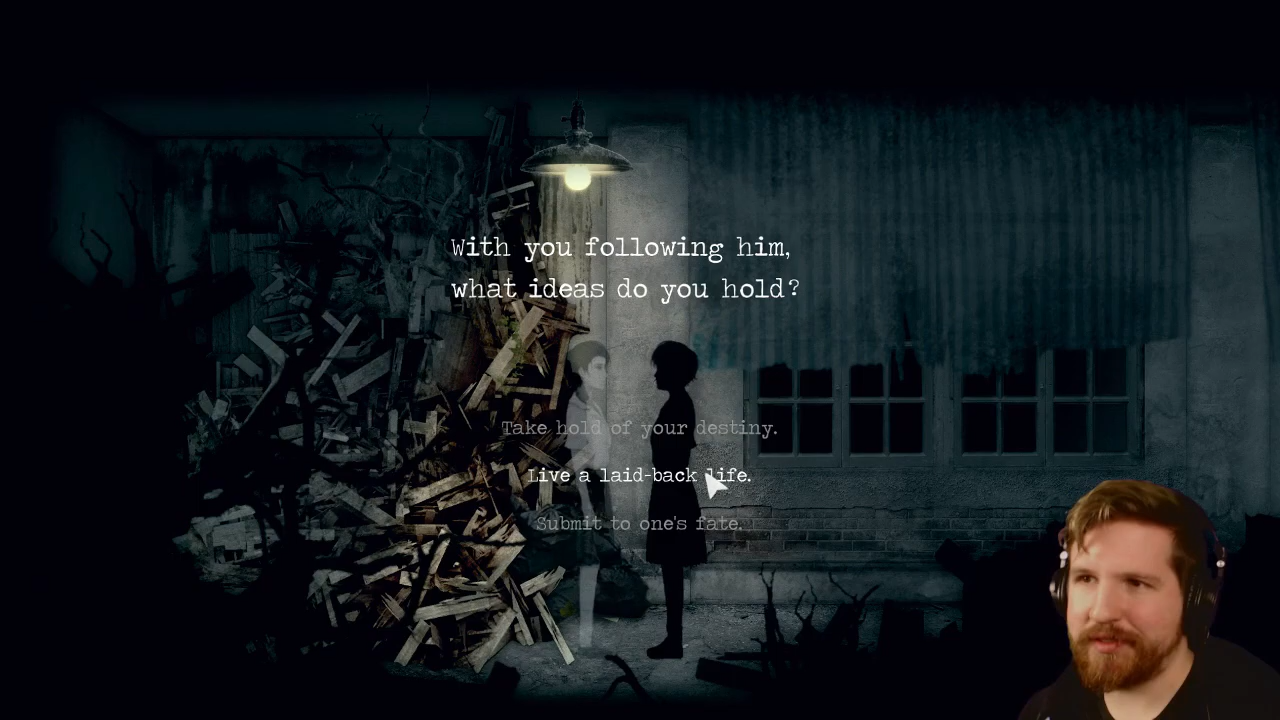 With you following him,
what ideas do you hold?
Take hold of your destiny.
Live a laid-back life.
Submit to one's fate.